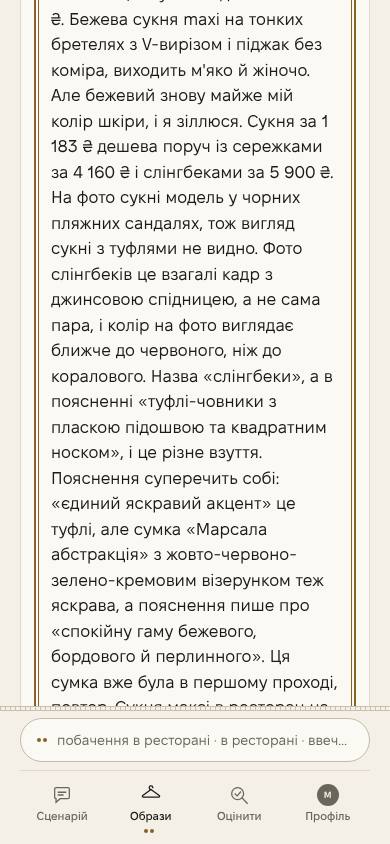 ₴. Бежева сукня maxi на тонких
бретелях з V-вирізом і піджак без
коміра, виходить м'яко й жіночо.
Але бежевий знову майже мій
колір шкіри, і я зіллюся. Сукня за 1
183 ₴ дешева поруч із сережками
за 4 160 ₴ і слінгбеками за 5 900 ₴.
На фото сукні модель у чорних
пляжних сандалях, тож вигляд
сукні з туфлями не видно. Фото
слінгбеків це взагалі кадр з
джинсовою спідницею, а не сама
пара, і колір на фото виглядає
ближче до червоного, ніж до
коралового. Назва «слінгбеки», а в
поясненні «туфлі-човники з
пласкою підошвою та квадратним
носком», і це різне взуття.
Пояснення суперечить собі:
«єдиний яскравий акцент» це
туфлі, але сумка «Марсала
абстракція» з жовто-червоно-
зелено-кремовим візерунком теж
яскрава, а пояснення пише про
«спокійну гаму бежевого,
бордового й перлинного». Ця
сумка вже була в першому проході,
побачення в ресторані · в ресторані · ввеч...
Сценарій
Образи
Оцінити
М
Профіль